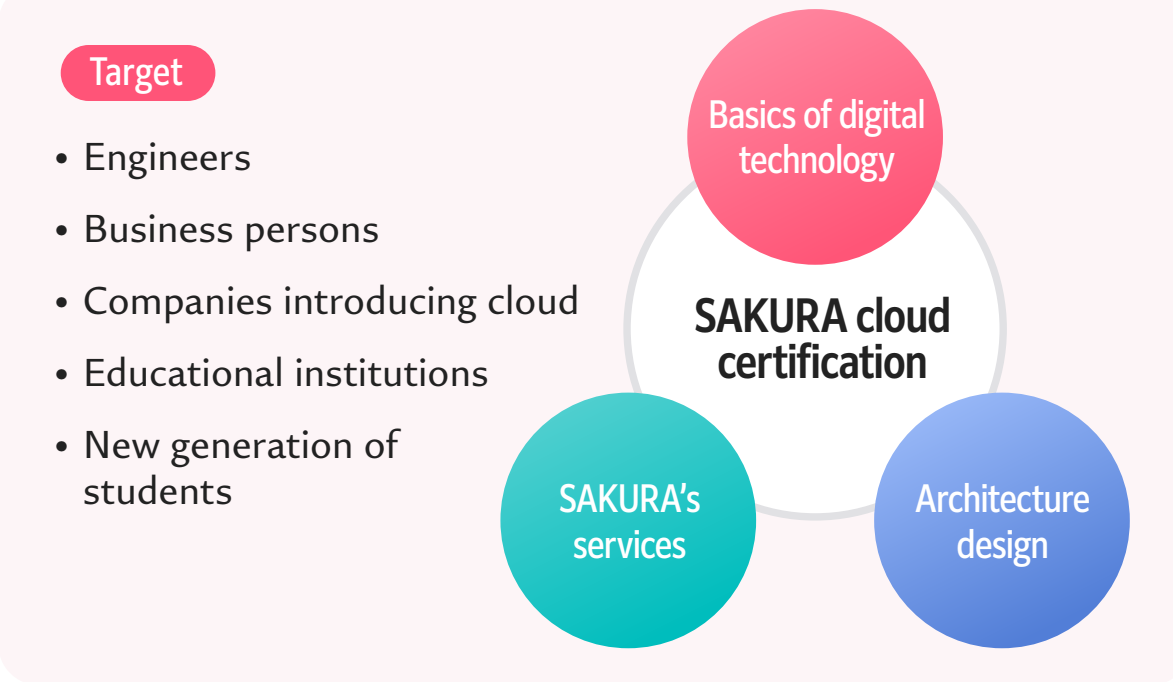 Target
• Engineers
• Business persons
• Companies introducing cloud
• Educational institutions
• New generation of
students
Basics of digital
technology
SAKURA cloud
certification
SAKURA’s
services
Architecture
design